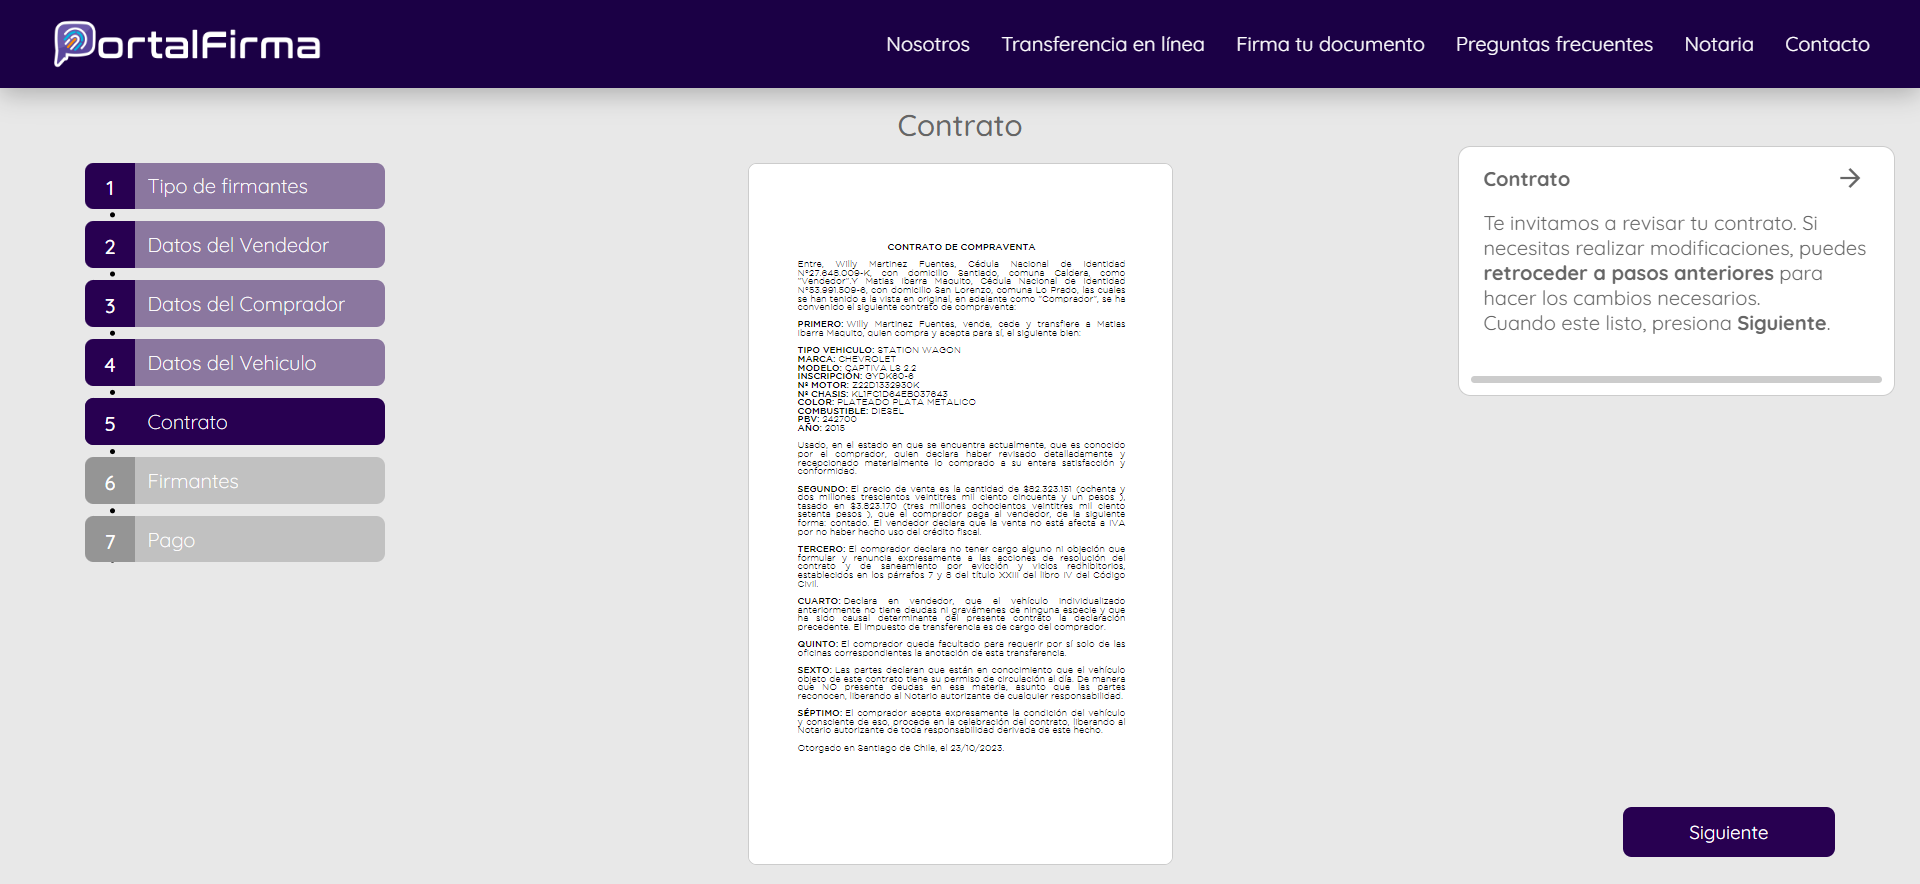 PortalFirma
Nosotros
Transferencia en línea
Firma tu documento
Preguntas frecuentes
Notaria
Contacto
Contrato
1 Tipo de firmantes
2 Datos del Vendedor
3 Datos del Comprador
4 Datos del Vehiculo
5 Contrato
6 Firmantes
7 Pago
CONTRATO DE COMPRAVENTA
Entre, Willy Martinez Fuentes, Cédula Nacional de Identidad
N°27.648.009-K, con domicilio Santiado, comuna Caldera, como
"Vendedor".Y Matias Ibarra Maquito, Cédula Nacional de Identidad
N°53.991.509-6, con domicilio San Lorenzo, comuna Lo Prado, las cuales
se han tenido a la vista en original, en adelante como "Comprador", se ha
convenido el siguiente contrato de compraventa:
PRIMERO: Willy Martinez Fuentes, vende, cede y transfiere a Matias
Ibarra Maquito, quien compra y acepta para sí, el siguiente bien:
TIPO VEHICULO: STATION WAGON
MARCA: CHEVROLET
MODELO: CAPTIVA LS 2.2
INSCRIPCIÓN: GYDK60-6
Nº MOTOR: Z22D1332930K
Nº CHASIS: KL1FC1D64EB037643
COLOR: PLATEADO PLATA METALICO
COMBUSTIBLE: DIESEL
PBV: 242700
AÑO: 2015
Usado, en el estado en que se encuentra actualmente, que es conocido
por el comprador, quien declara haber revisado detalladamente y
recepcionado materialmente lo comprado a su entera satisfacción y
conformidad.
SEGUNDO: El precio de venta es la cantidad de $82.323.151 (ochenta y
dos millones trescientos veintitres mil ciento cincuenta y un pesos ),
tasado en $3.823.170 (tres millones ochocientos veintitres mil ciento
setenta pesos ), que el comprador paga al vendedor, de la siguiente
forma: contado. El vendedor declara que la venta no está afecta a IVA
por no haber hecho uso del crédito fiscal.
TERCERO: El comprador declara no tener cargo alguno ni objeción que
formular y renuncia expresamente a las acciones de resolución del
contrato y de saneamiento por evicción y vicios redhibitorios,
establecidos en los párrafos 7 y 8 del título XXIII del libro IV del Código
Civil.
CUARTO: Declara en vendedor, que el vehículo individualizado
anteriormente no tiene deudas ni gravámenes de ninguna especie y que
ha sido causal determinante del presente contrato la declaración
precedente. El impuesto de transferencia es de cargo del comprador.
QUINTO: El comprador queda facultado para requerir por sí solo de las
oficinas correspondientes la anotación de esta transferencia.
SEXTO: Las partes declaran que están en conocimiento que el vehículo
objeto de este contrato tiene su permiso de circulación al día. De manera
que NO presenta deudas en esa materia, asunto que las partes
reconocen, liberando al Notario autorizante de cualquier responsabilidad.
SÉPTIMO: El comprador acepta expresamente la condición del vehículo
y consciente de eso, procede en la celebración del contrato, liberando al
Notario autorizante de toda responsabilidad derivada de este hecho.
Otorgado en Santiago de Chile, el 23/10/2023.
Contrato
Te invitamos a revisar tu contrato. Si
necesitas realizar modificaciones, puedes
retroceder a pasos anteriores para
hacer los cambios necesarios.
Cuando este listo, presiona Siguiente.
Siguiente